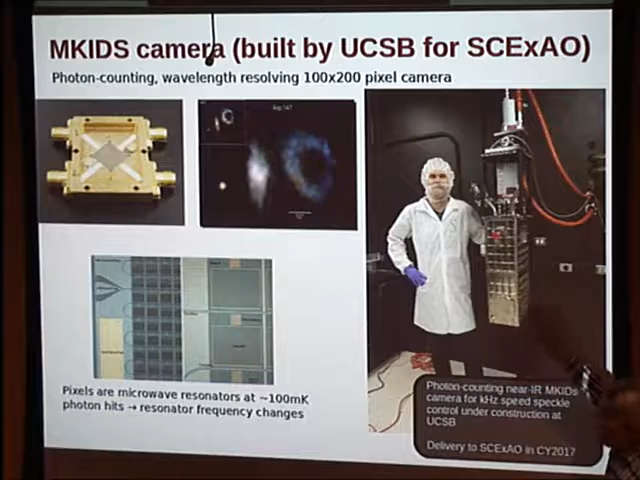 MKIDS camera (built by UCSB for SCExAO)
Photon-counting, wavelength resolving 100x200 pixel camera
Pixels are microwave resonators at ~100mK
photon hits → resonator frequency changes
Photon-counting near-IR MKIDs
camera for kHz speed speckle
control under construction at
UCSB
Delivery to SCExAO in CY2017